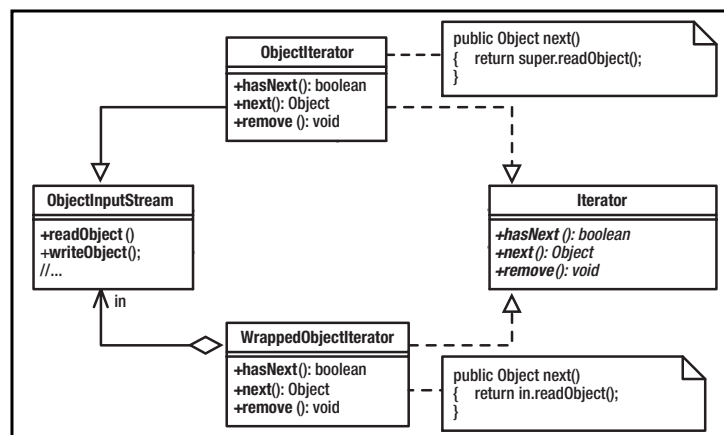 ObjectIterator
+hasNext(): boolean
+next(): Object
+remove (): void
public Object next()
{ return super.readObject();
}
ObjectInputStream
+readObject ()
+writeObject();
//...
Iterator
+hasNext (): boolean
+next (): Object
+remove(): void
in
WrappedObjectIterator
+hasNext(): boolean
+next(): Object
+remove (): void
public Object next()
{ return in.readObject();
}